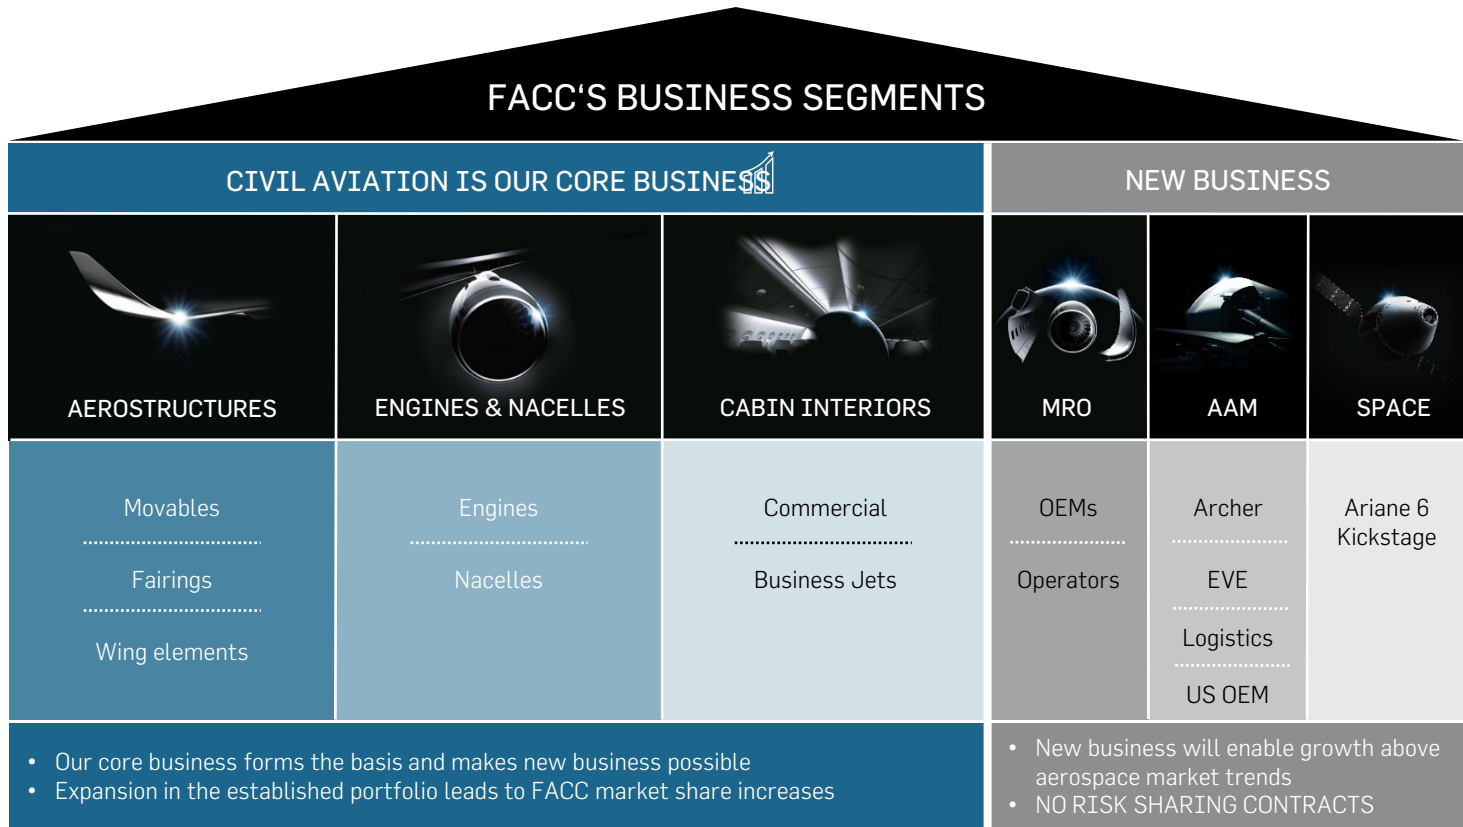 FACC‘S BUSINESS SEGMENTS
CIVIL AVIATION IS OUR CORE BUSINESS
NEW BUSINESS
AEROSTRUCTURES
ENGINES & NACELLES
CABIN INTERIORS
MRO
AAM
SPACE
Movables
Fairings
Wing elements
Engines
Nacelles
Commercial
Business Jets
OEMs
Operators
Archer
EVE
Logistics
US OEM
Ariane 6
Kickstage
• Our core business forms the basis and makes new business possible
• Expansion in the established portfolio leads to FACC market share increases
• New business will enable growth above
aerospace market trends
• NO RISK SHARING CONTRACTS